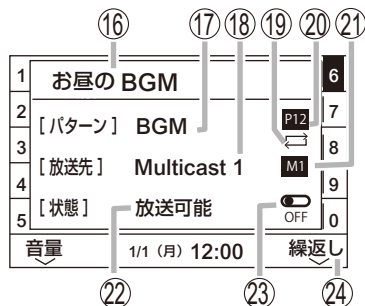 ⑯ ⑰ ⑱ ⑲ ⑳ ㉑
1 お昼の BGM 6
2 [ パターン ] BGM P12 7
3 8
[ 放送先 ] Multicast 1 M1
4 9
[ 状態 ] 放送可能 OFF
5 0
音量 1/1（月）12:00 繰返し
㉒ ㉓ ㉔